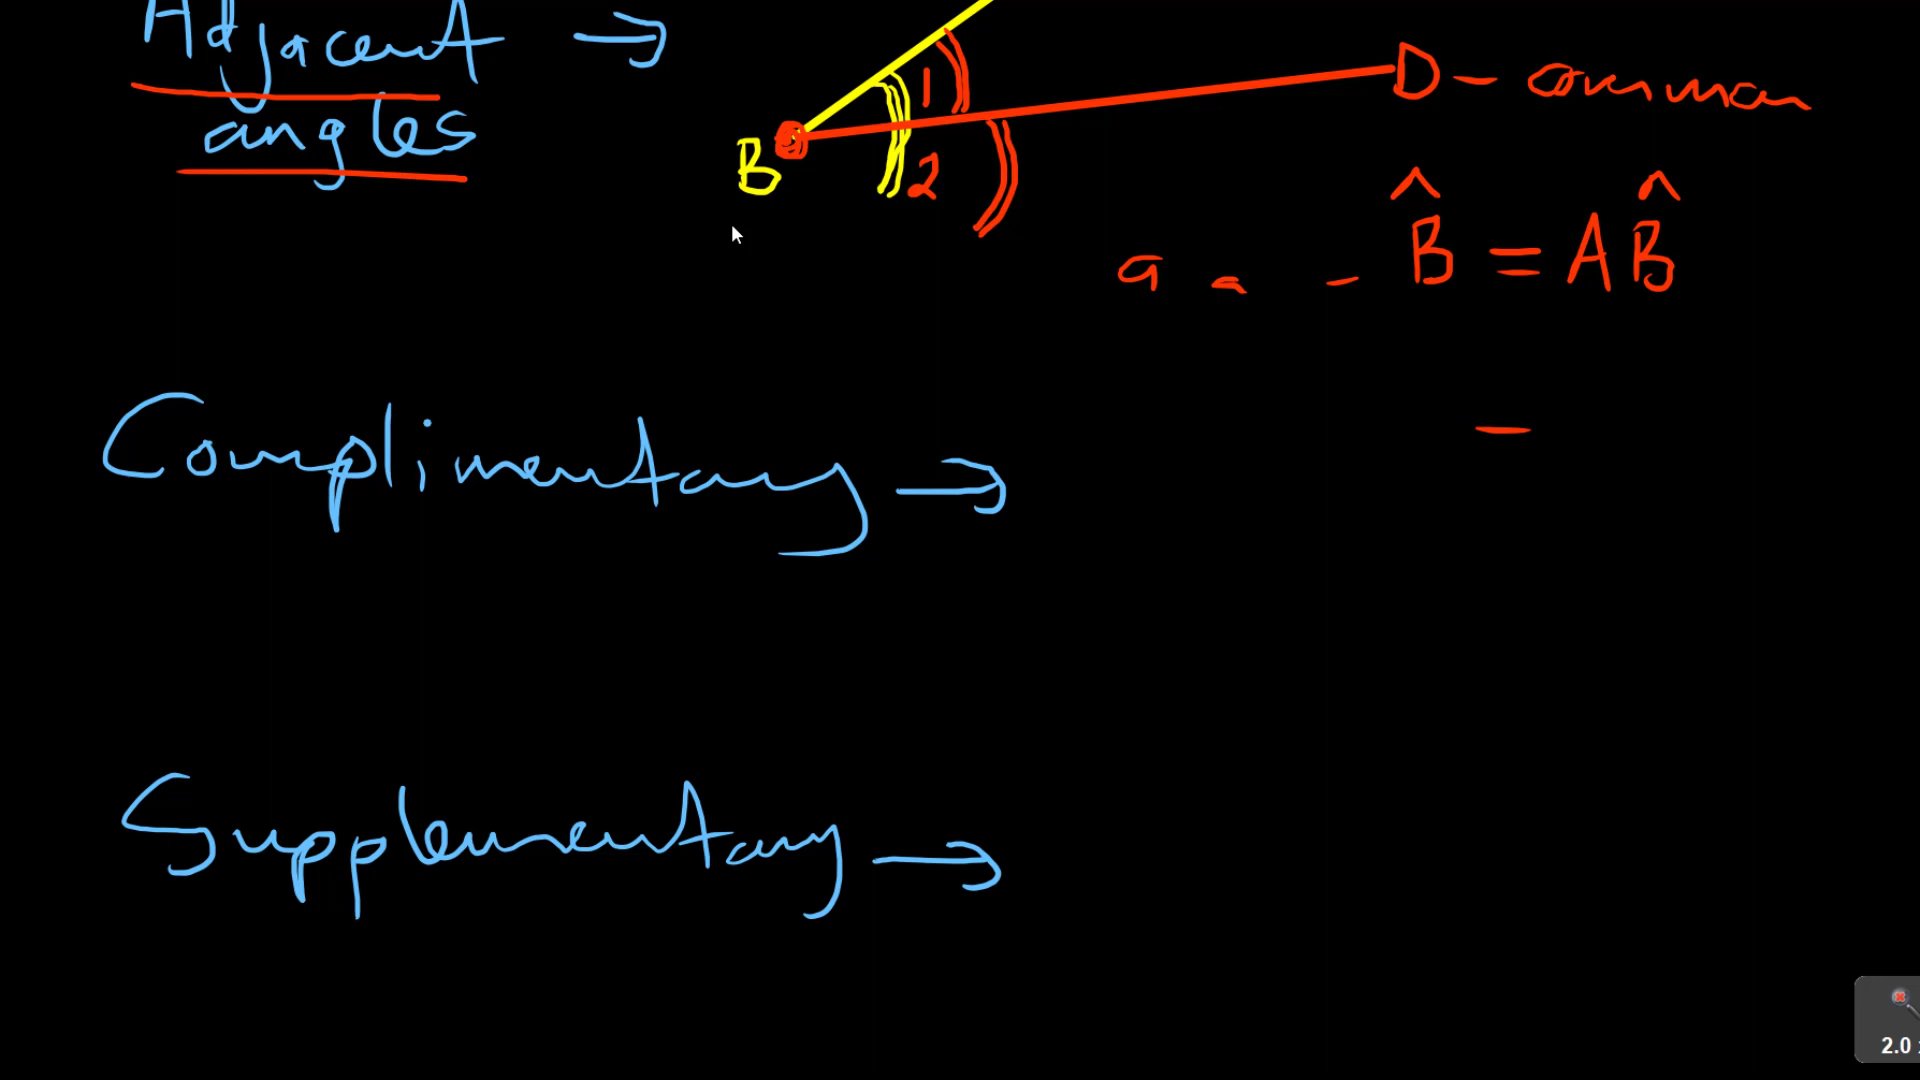 Adjacent →
angles
1
2
B
D - common
a = - B̂ = AB̂
-
Complimentary →
Supplementary →
2.0